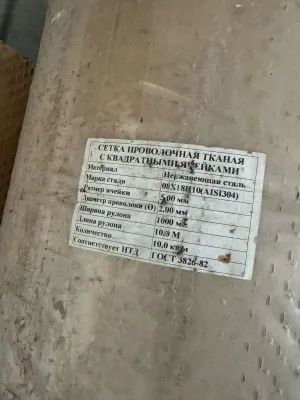 СЕТКА ПРОВОЛОЧНАЯ ТКАНАЯ
С КВАДРАТНЫМИ ЯЧЕЙКАМИ
Материал Нержавеющая сталь
Марка стали 08Х18Н10(AISI304)
Размер ячейки 5,00 мм
Диаметр проволоки (Ø) 2,00 мм
Ширина рулона 1000 мм
Длина рулона 10,0 М
Количество 10,0 кв.м
Соответствует НТД ГОСТ 3826-82